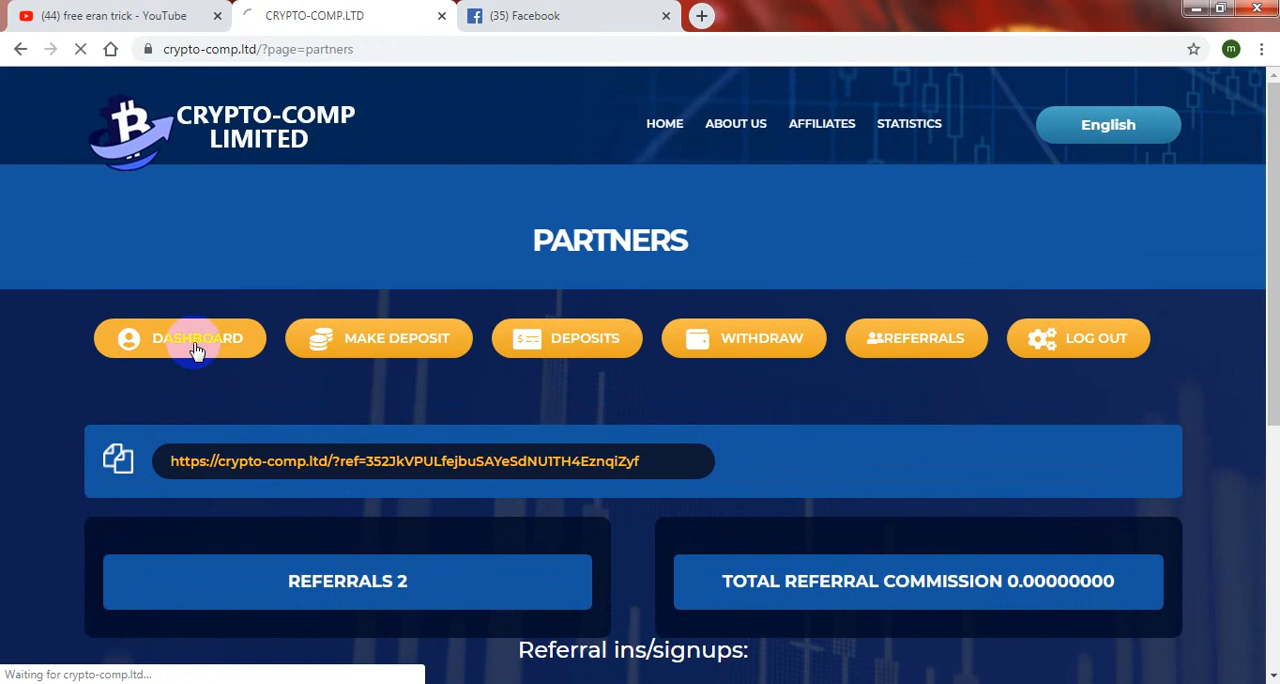 (44) free eran trick - YouTube
CRYPTO-COMP.LTD
(35) Facebook
crypto-comp.ltd/?page=partners
m
CRYPTO-COMP
LIMITED
HOME
ABOUT US
AFFILIATES
STATISTICS
English
PARTNERS
DASHBOARD
MAKE DEPOSIT
DEPOSITS
WITHDRAW
REFERRALS
LOG OUT
https://crypto-comp.ltd/?ref=352JkVPULfejbuSAYeSdNU1TH4EznqiZyf
REFERRALS 2
TOTAL REFERRAL COMMISSION 0.00000000
Referral ins/signups:
Waiting for crypto-comp.ltd...